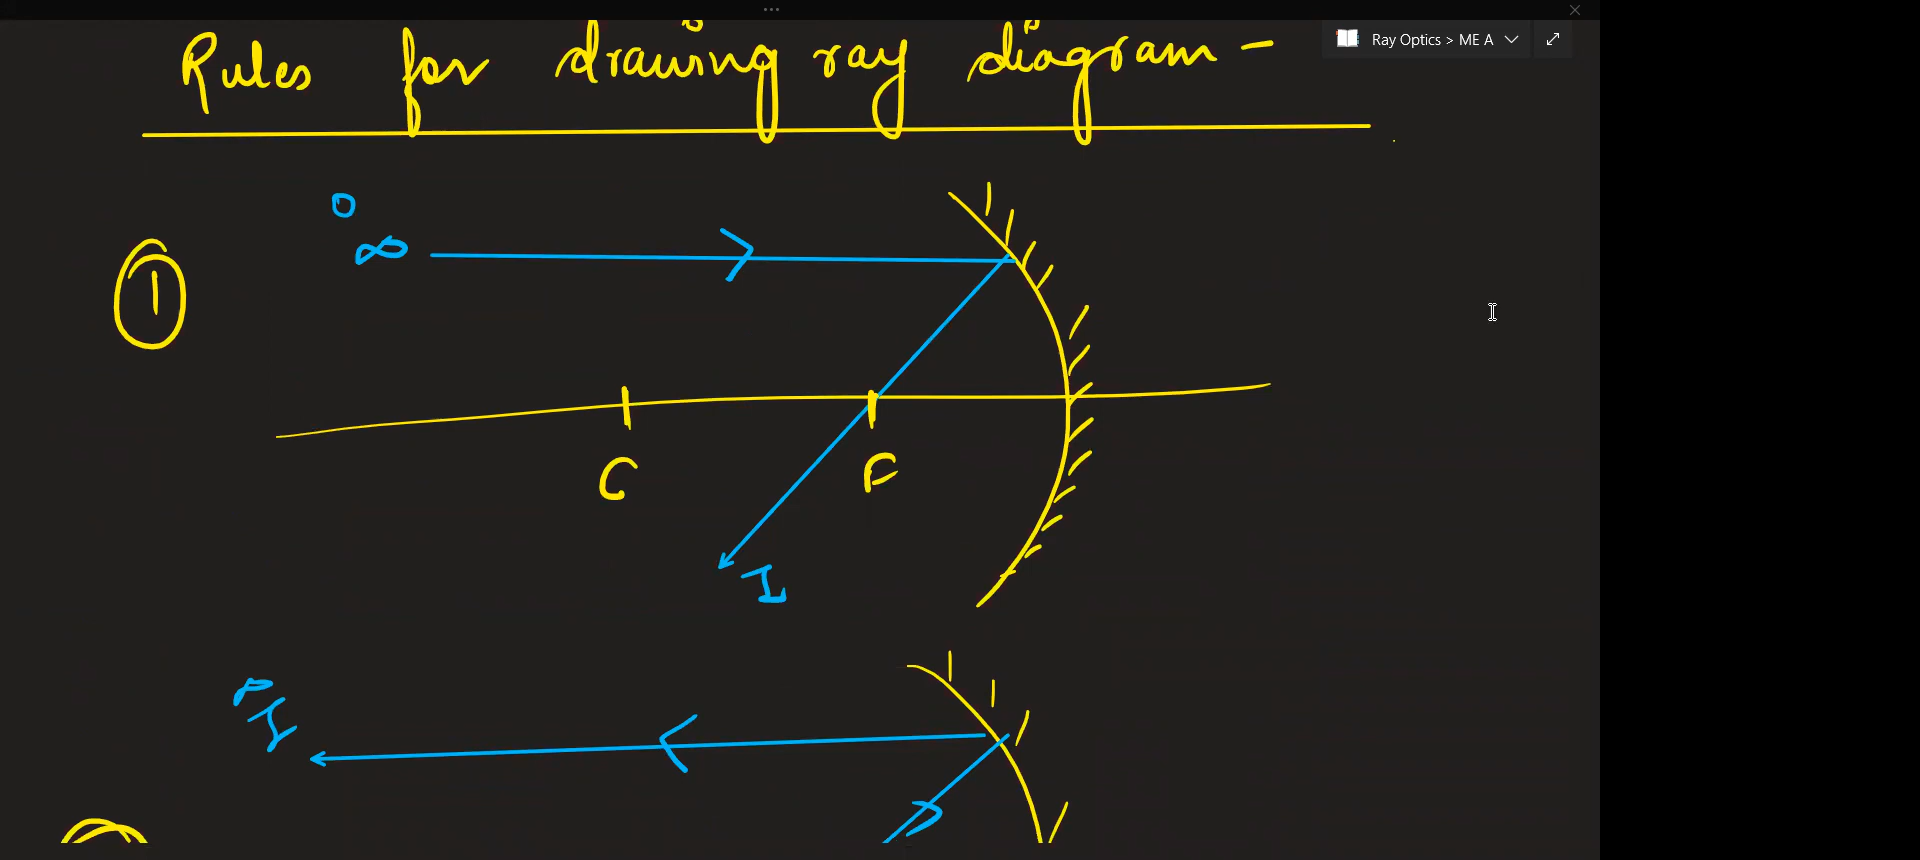 Rules for drawing ray diagram -
Ray Optics > ME A
O
∞
1
C F
I
I